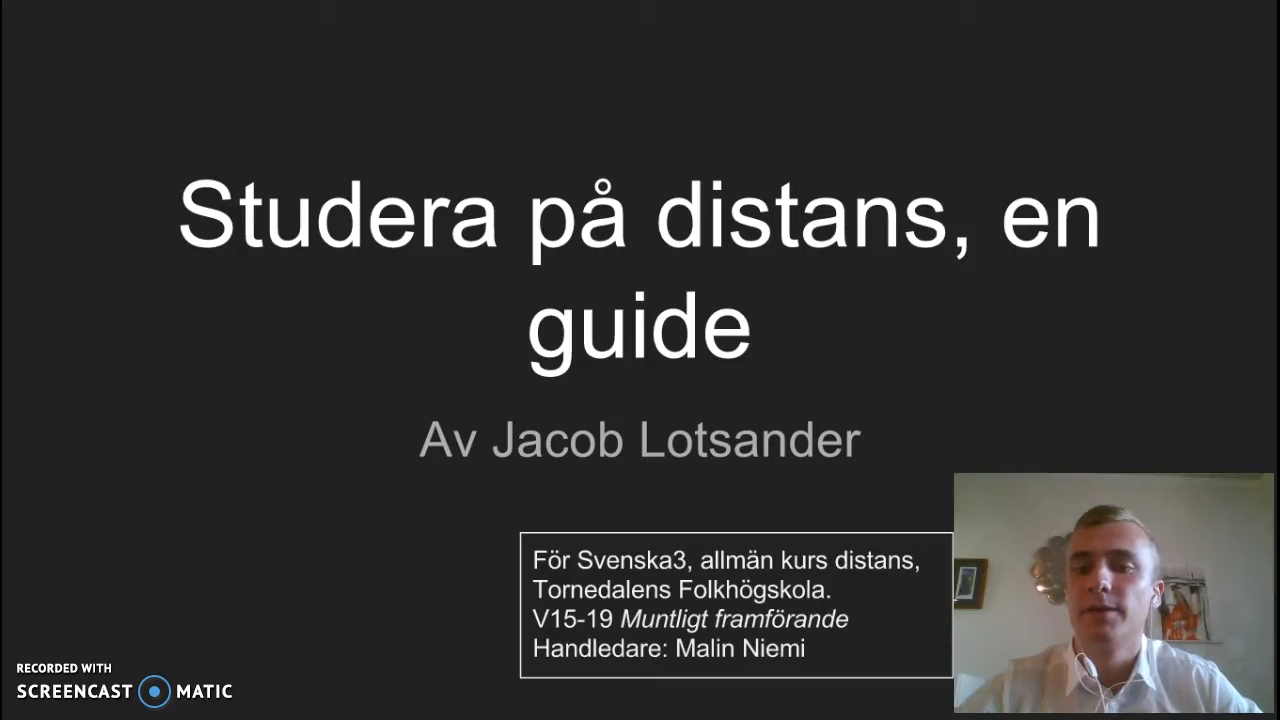 Studera på distans, en
guide
Av Jacob Lotsander
För Svenska3, allmän kurs distans,
Tornedalens Folkhögskola.
V15-19 Muntligt framförande
Handledare: Malin Niemi
RECORDED WITH
SCREENCAST MATIC